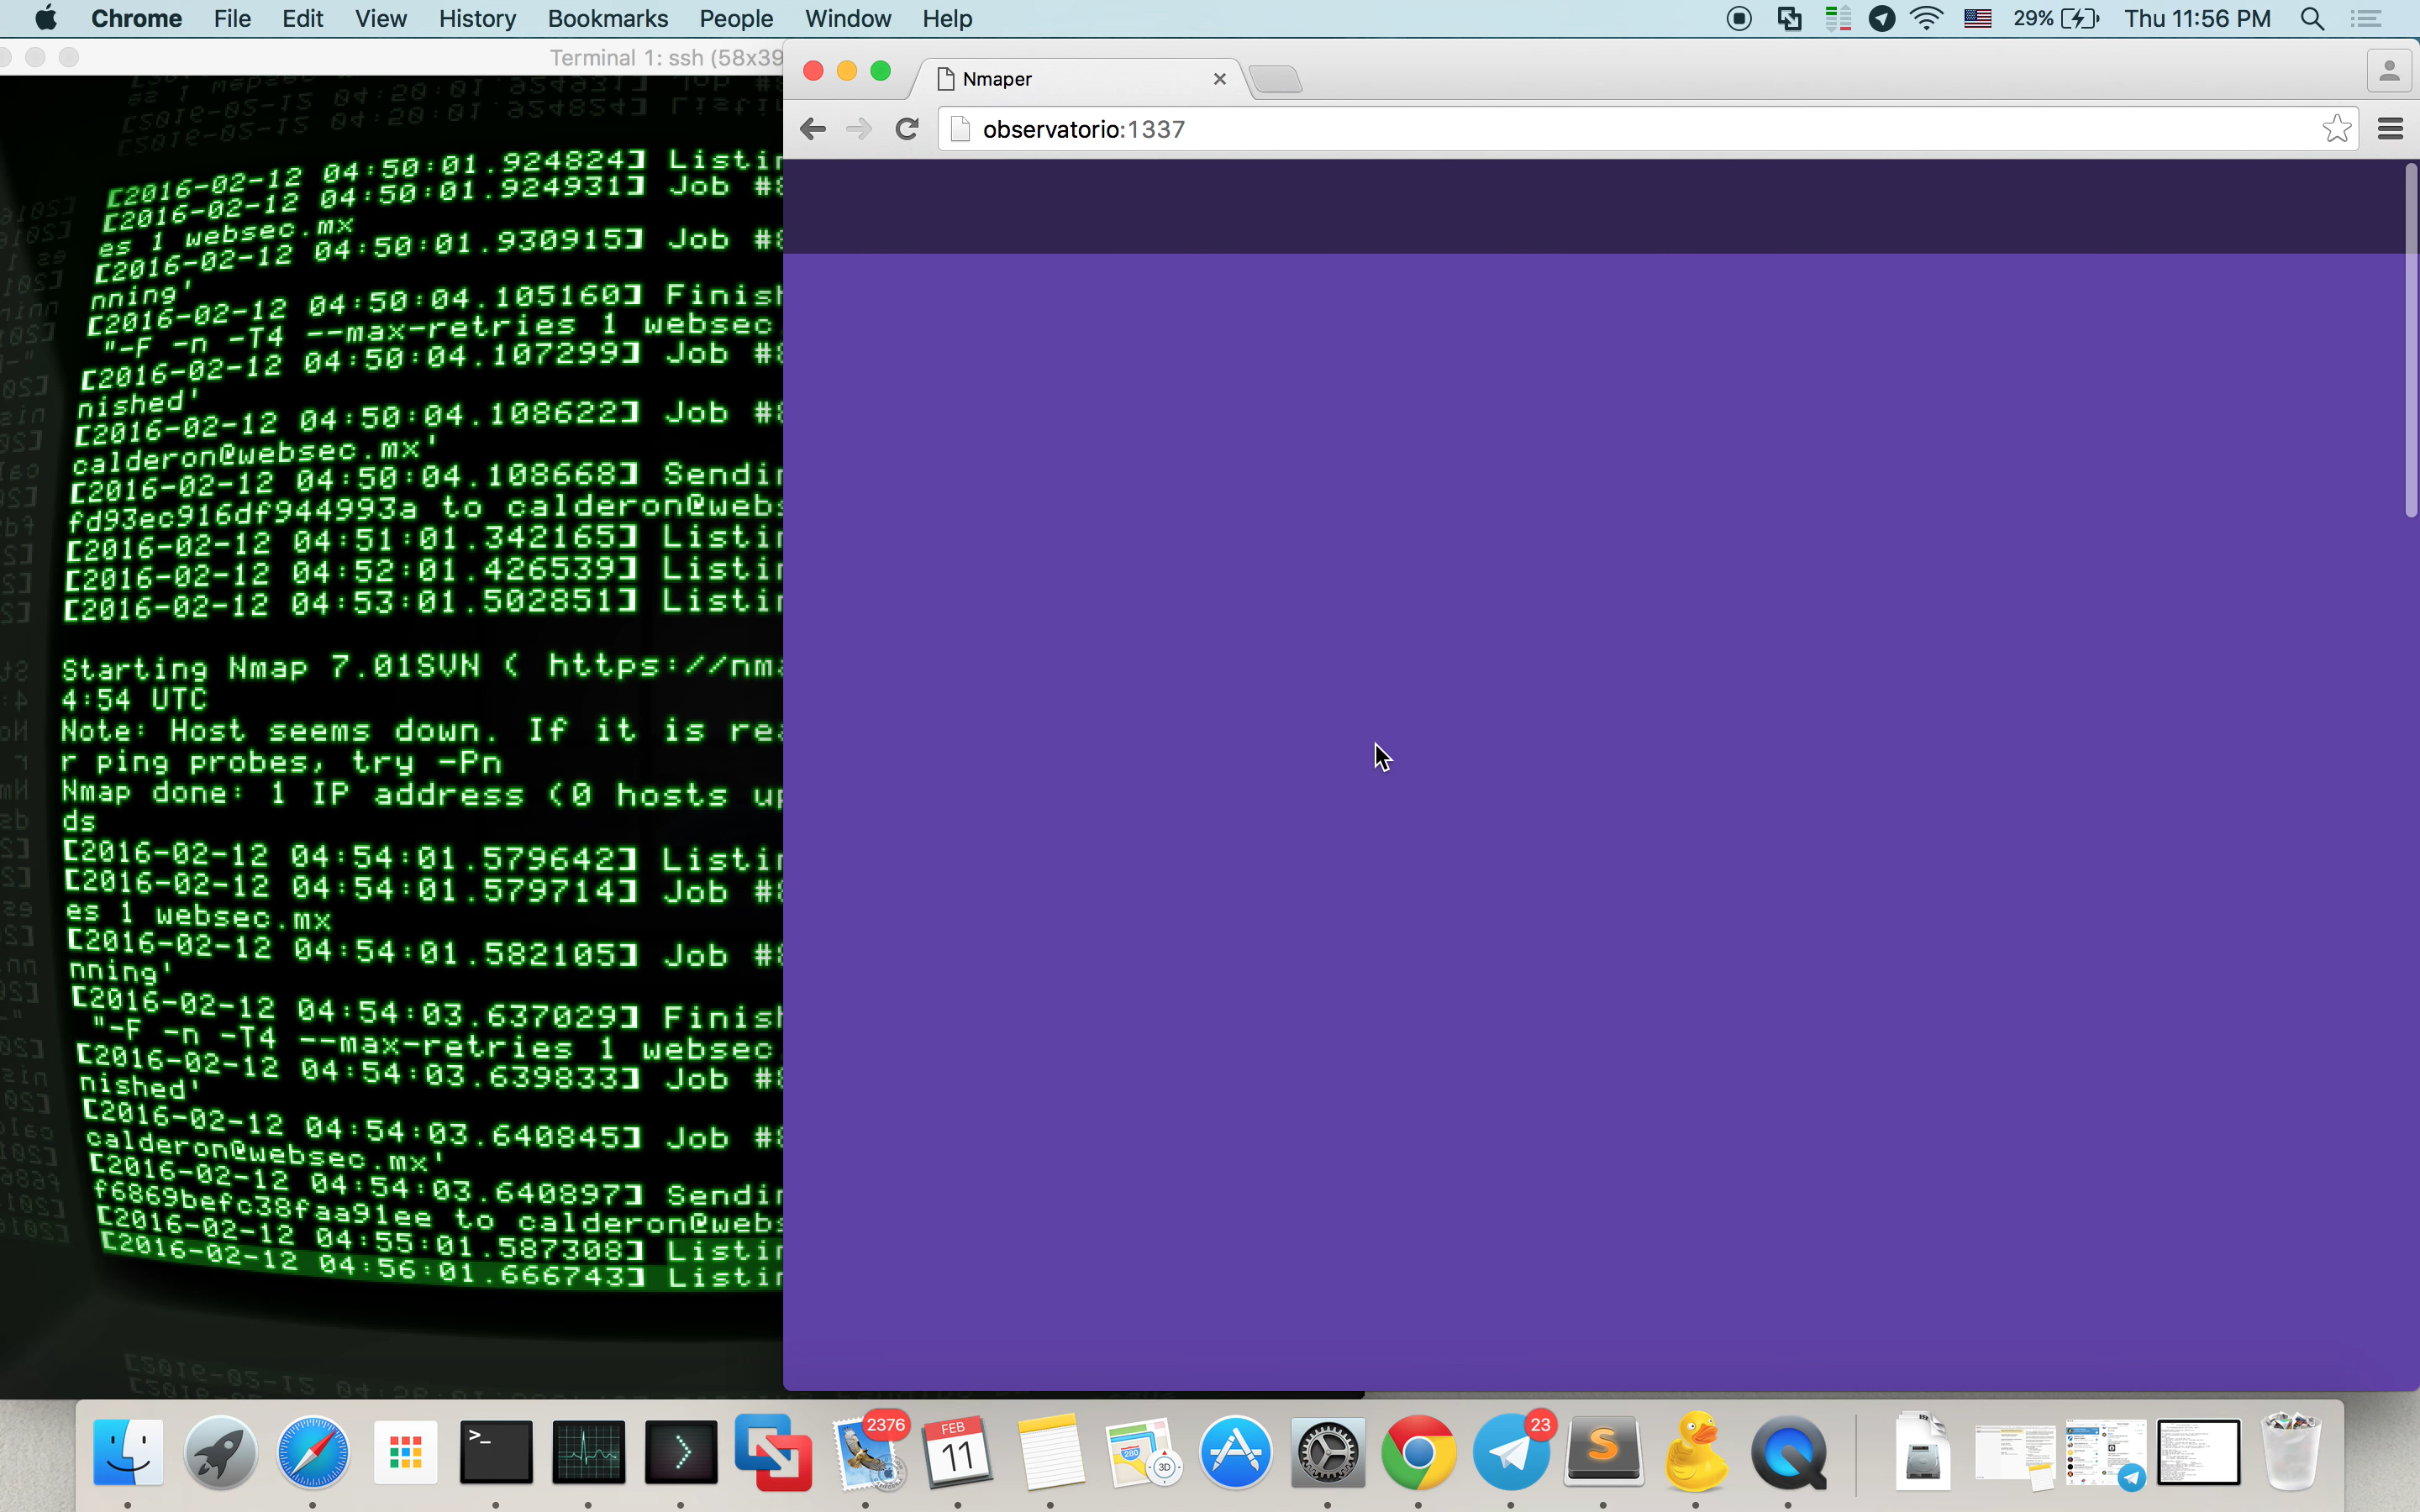 Chrome File Edit View History Bookmarks People Window Help 29% Thu 11:56 PM
Terminal 1: ssh (58x39
Nmaper
observatorio:1337
[2016-02-12 04:50:01.924824] Listin
[2016-02-12 04:50:01.924931] Job #8
es 1 websec.mx
[2016-02-12 04:50:01.930915] Job #8
nning'
[2016-02-12 04:50:04.105160] Finish
"-F -n -T4 --max-retries 1 websec.
[2016-02-12 04:50:04.107299] Job #8
nished'
[2016-02-12 04:50:04.108622] Job #8
calderon@websec.mx'
[2016-02-12 04:50:04.108668] Sendin
fd93ec916df944993a to calderon@webs
[2016-02-12 04:51:01.342165] Listin
[2016-02-12 04:52:01.426539] Listin
[2016-02-12 04:53:01.502851] Listin
Starting Nmap 7.01SVN ( https://nma
4:54 UTC
Note: Host seems down. If it is rea
r ping probes, try -Pn
Nmap done: 1 IP address (0 hosts up
ds
[2016-02-12 04:54:01.579642] Listin
[2016-02-12 04:54:01.579714] Job #8
es 1 websec.mx
[2016-02-12 04:54:01.582105] Job #8
nning'
[2016-02-12 04:54:03.637029] Finish
"-F -n -T4 --max-retries 1 websec.
[2016-02-12 04:54:03.639833] Job #8
nished'
[2016-02-12 04:54:03.640845] Job #8
calderon@websec.mx'
[2016-02-12 04:54:03.640897] Sendin
f6869befc38faa91ee to calderon@webs
[2016-02-12 04:55:01.587308] Listin
[2016-02-12 04:56:01.666743] Listin
2376
FEB
11
280
3D
23
S